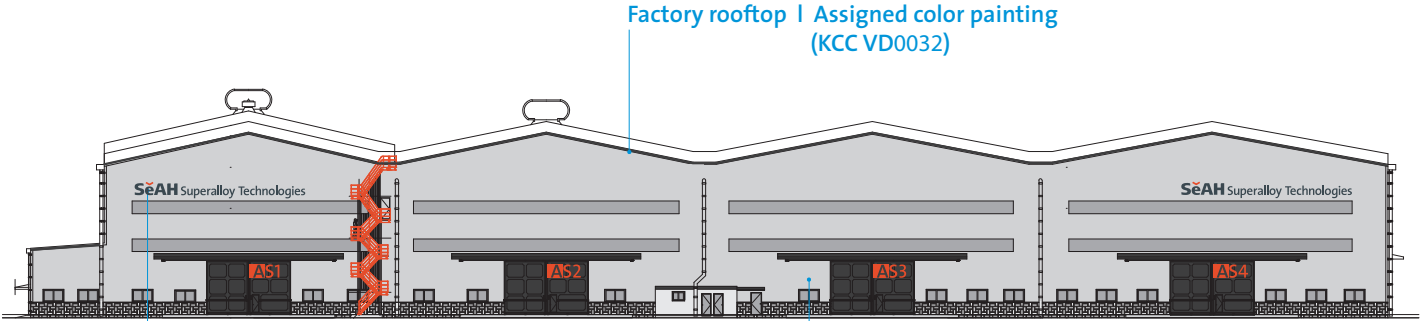 Factory rooftop l Assigned color painting
(KCC VD0032)
SeAH Superalloy Technologies
SeAH Superalloy Technologies
AS1
AS2
AS3
AS4